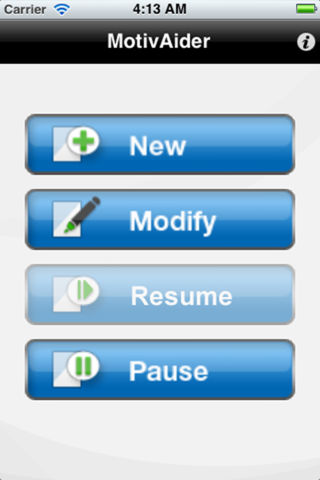 Carrier 4:13 AM
MotivAider
New
Modify
Resume
Pause